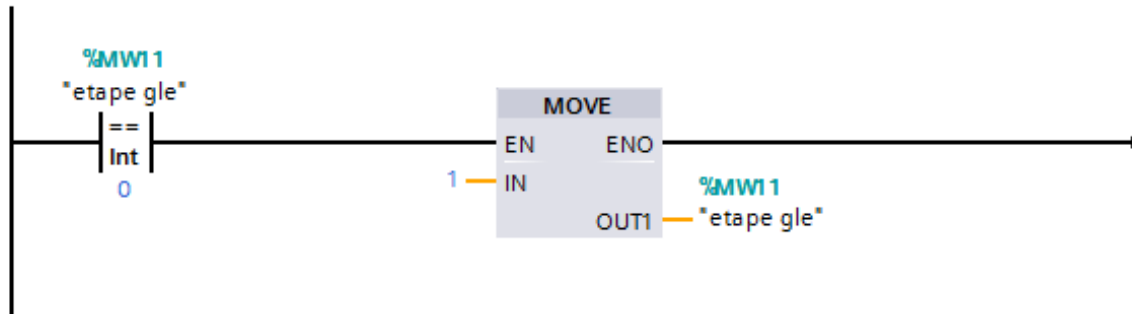 %MW11
"etape gle"
==
Int
0
MOVE
EN ENO
1 IN
OUT1
%MW11
"etape gle"